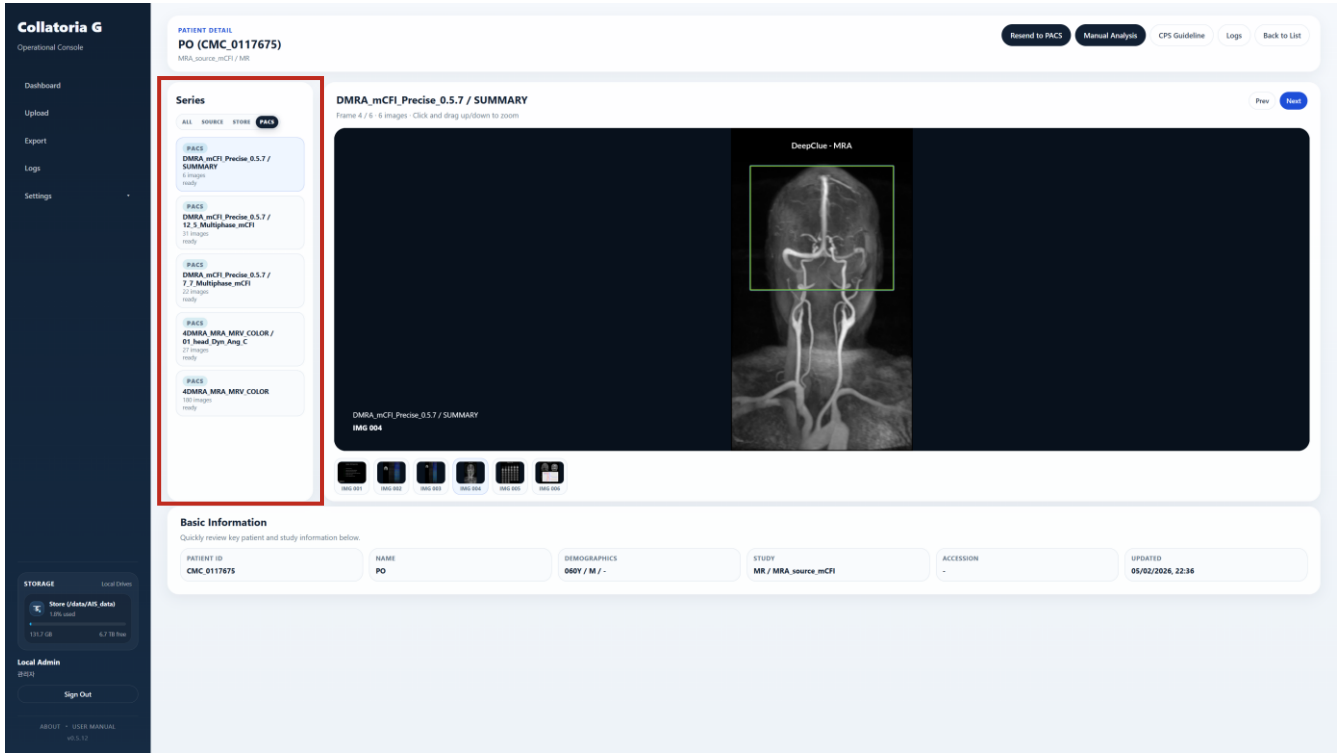 Collatoria G
Operational Console
Dashboard
Upload
Export
Logs
Settings
STORAGE
Local Drives
Store (/data/AIS_data)
1.8% used
131.7 GB
6.7 TB free
Local Admin
관리자
Sign Out
ABOUT • USER MANUAL
v0.5.12
PATIENT DETAIL
PO (CMC_0117675)
MRA_source_mCFI / MR
Resend to PACS
Manual Analysis
CPS Guideline
Logs
Back to List
Series
ALL
SOURCE
STORE
PACS
PACS
DMRA_mCFI_Precise_0.5.7 /
SUMMARY
6 images
ready
PACS
DMRA_mCFI_Precise_0.5.7 /
12_5_Multiphase_mCFI
31 images
ready
PACS
DMRA_mCFI_Precise_0.5.7 /
7_7_Multiphase_mCFI
22 images
ready
PACS
4DMRA_MRA_MRV_COLOR /
01_head_Dyn_Ang_C
27 images
ready
PACS
4DMRA_MRA_MRV_COLOR
180 images
ready
DMRA_mCFI_Precise_0.5.7 / SUMMARY
Frame 4 / 6 · 6 images · Click and drag up/down to zoom
Prev
Next
DeepClue - MRA
DMRA_mCFI_Precise_0.5.7 / SUMMARY
IMG 004
IMG 001
IMG 002
IMG 003
IMG 004
IMG 005
IMG 006
Basic Information
Quickly review key patient and study information below.
PATIENT ID
CMC_0117675
NAME
PO
DEMOGRAPHICS
060Y / M / -
STUDY
MR / MRA_source_mCFI
ACCESSION
-
UPDATED
05/02/2026, 22:36